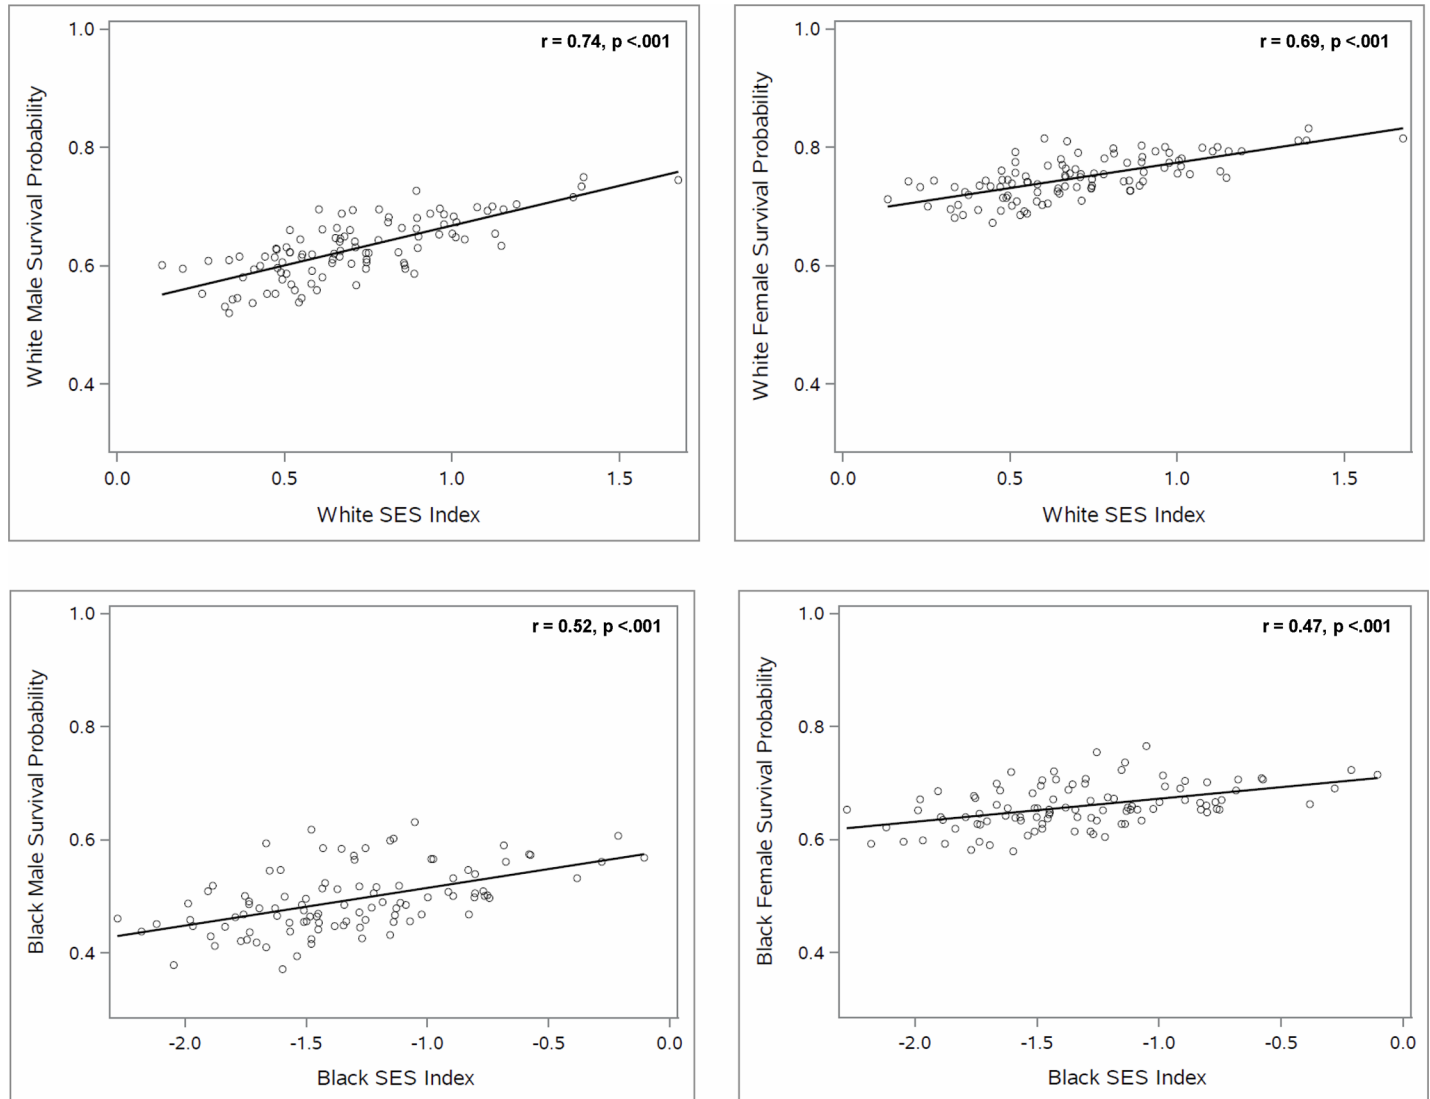 r = 0.74, p <.001
White Male Survival Probability
1.0
0.8
0.6
0.4
0.0 0.5 1.0 1.5
White SES Index
r = 0.69, p <.001
White Female Survival Probability
1.0
0.8
0.6
0.4
0.0 0.5 1.0 1.5
White SES Index
r = 0.52, p <.001
Black Male Survival Probability
1.0
0.8
0.6
0.4
-2.0 -1.5 -1.0 -0.5 0.0
Black SES Index
r = 0.47, p <.001
Black Female Survival Probability
1.0
0.8
0.6
0.4
-2.0 -1.5 -1.0 -0.5 0.0
Black SES Index